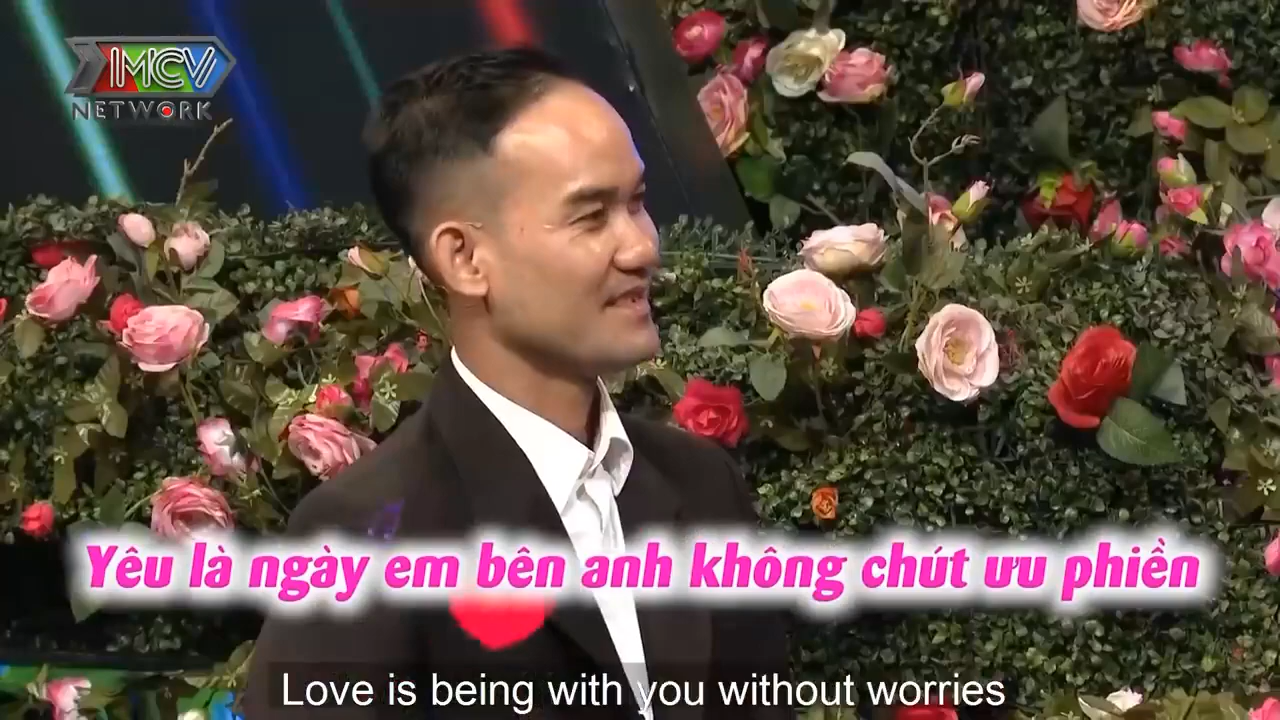 MCV
NETWORK
Yêu là ngày em bên anh không chút ưu phiền
Love is being with you without worries